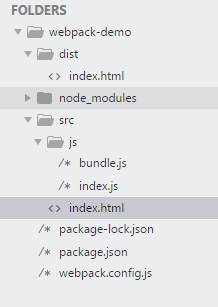 FOLDERS
webpack-demo
dist
<> index.html
node_modules
src
js
/* bundle.js
/* index.js
<> index.html
/* package-lock.json
/* package.json
/* webpack.config.js